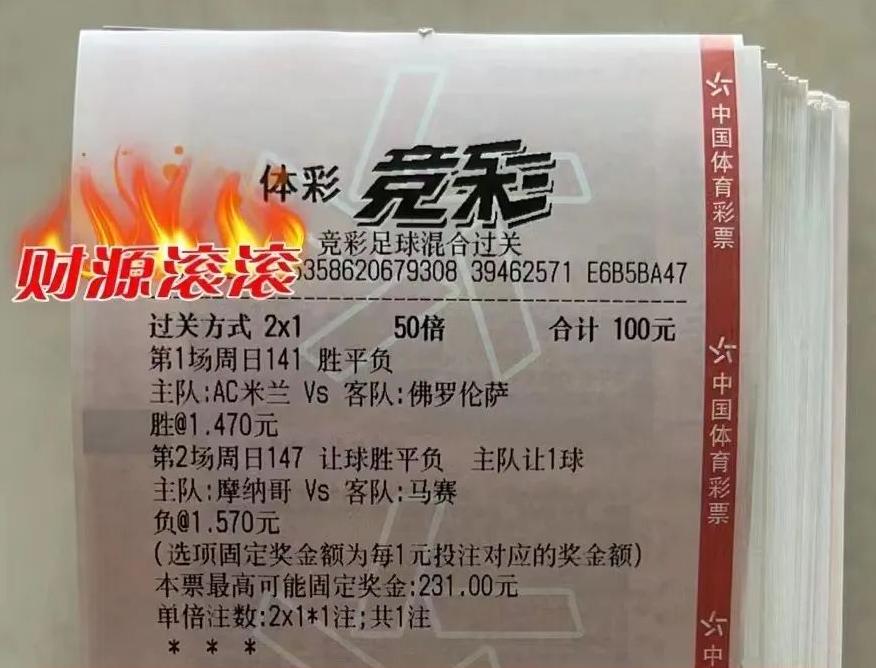 体彩 竞彩
竞彩足球混合过关
财源滚滚
5358620679308 39462571 E6B5BA47
过关方式 2x1 50倍 合计 100元
第1场周日141 胜平负
主队:AC米兰 Vs 客队:佛罗伦萨
胜@1.470元
第2场周日147 让球胜平负 主队让1球
主队:摩纳哥 Vs 客队:马赛
负@1.570元
(选项固定奖金额为每1元投注对应的奖金额)
本票最高可能固定奖金:231.00元
单倍注数:2x1*1注;共1注
* * *
中国体育彩票
中国体育彩票
中